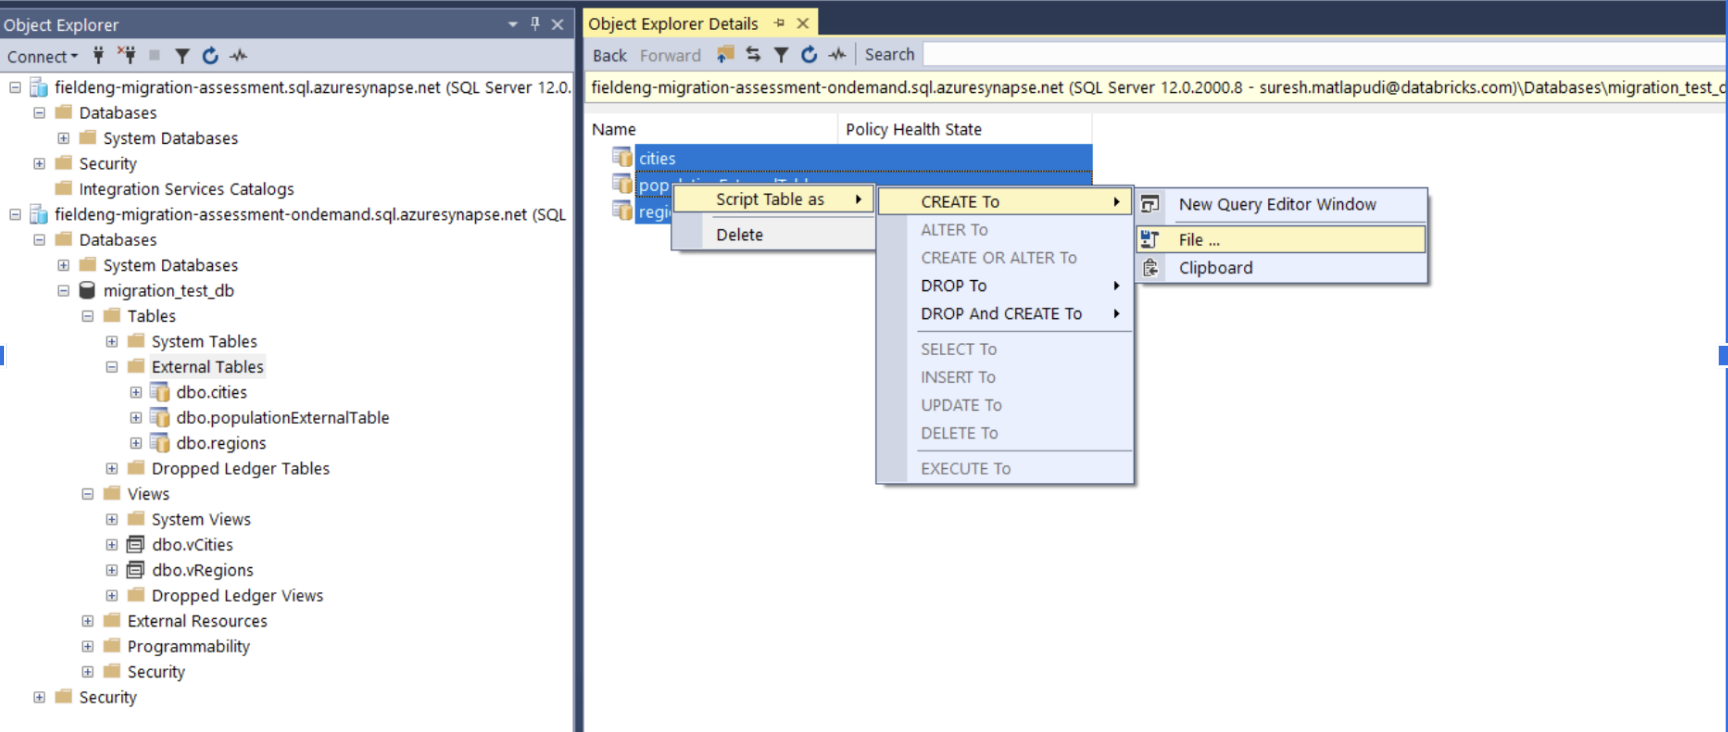 Object Explorer
Connect
fieldeng-migration-assessment.sql.azuresynapse.net (SQL Server 12.0.
Databases
System Databases
Security
Integration Services Catalogs
fieldeng-migration-assessment-ondemand.sql.azuresynapse.net (SQL
Databases
System Databases
migration_test_db
Tables
System Tables
External Tables
dbo.cities
dbo.populationExternalTable
dbo.regions
Dropped Ledger Tables
Views
System Views
dbo.vCities
dbo.vRegions
Dropped Ledger Views
External Resources
Programmability
Security
Security
Object Explorer Details
Back Forward Search
fieldeng-migration-assessment-ondemand.sql.azuresynapse.net (SQL Server 12.0.2000.8 - suresh.matlapudi@databricks.com)\Databases\migration_test_d
Name Policy Health State
cities
pop
regi
Script Table as
Delete
CREATE To
ALTER To
CREATE OR ALTER To
DROP To
DROP And CREATE To
SELECT To
INSERT To
UPDATE To
DELETE To
EXECUTE To
New Query Editor Window
File ...
Clipboard